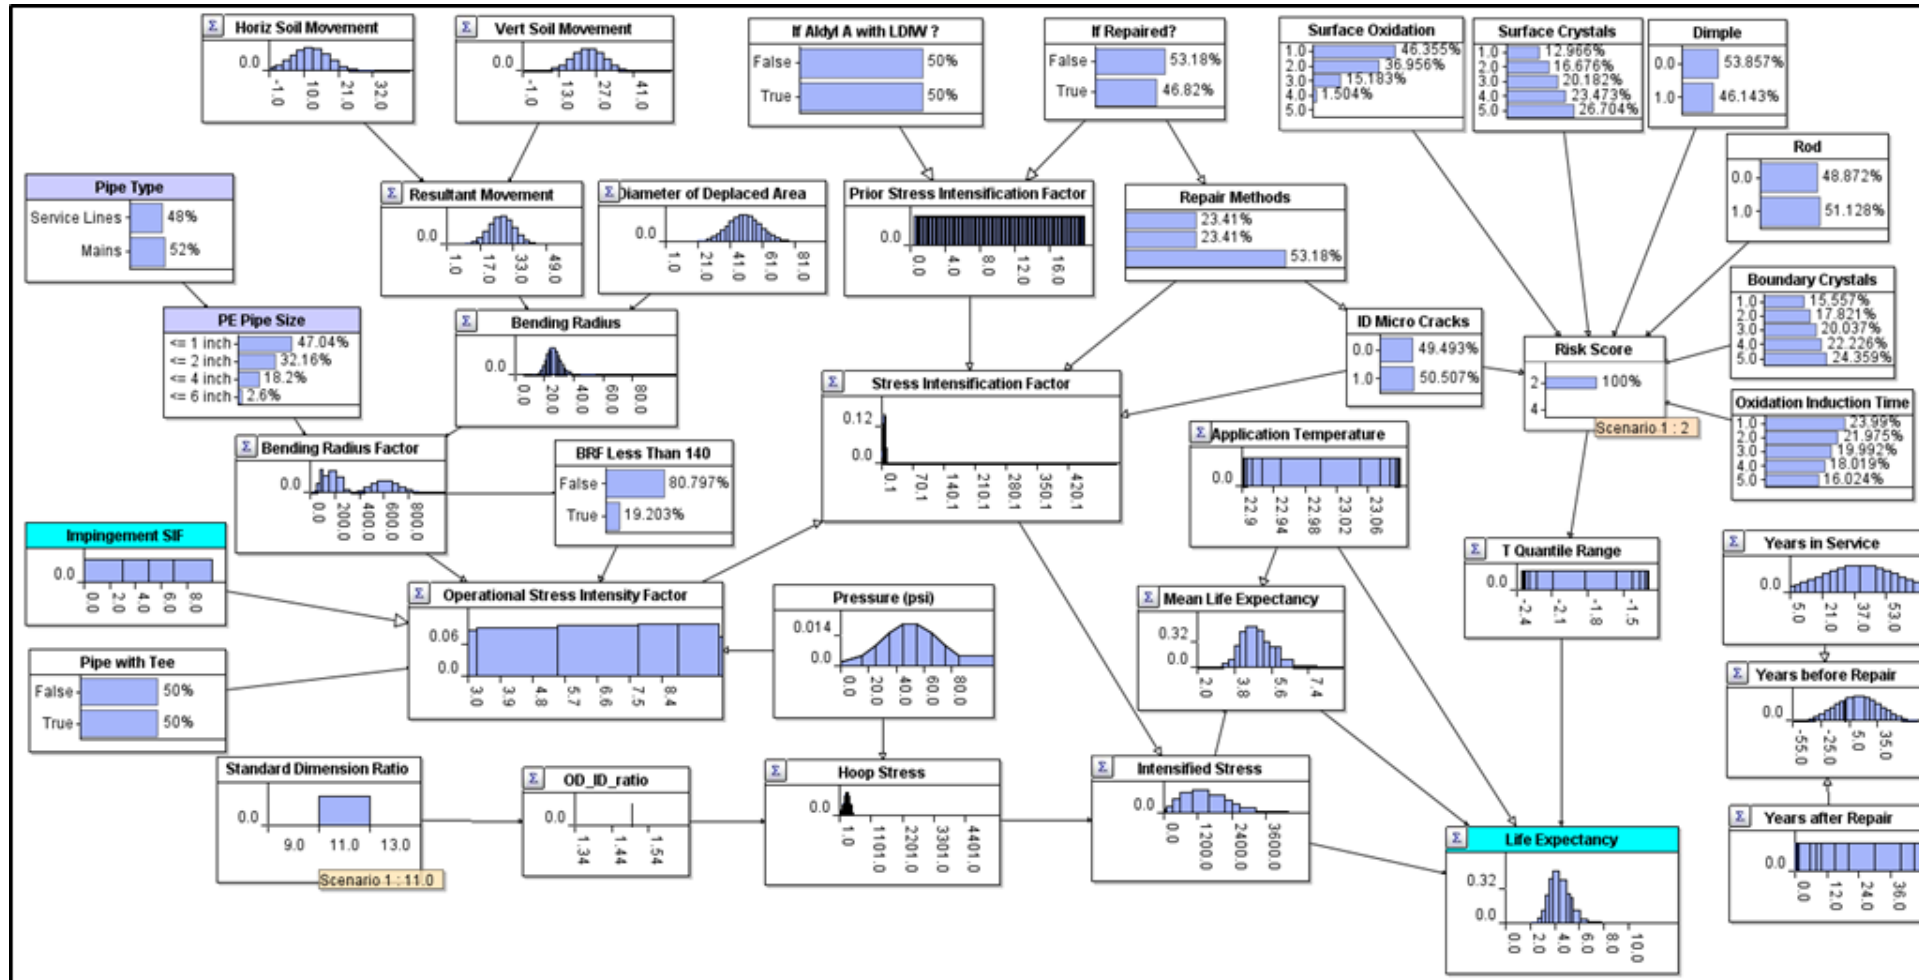 Horiz Soil Movement
0.0
-1.0
10.0
21.0
32.0
Vert Soil Movement
0.0
-1.0
13.0
27.0
41.0
If Aldyl A with LDIW ?
False 50%
True 50%
If Repaired?
False 53.18%
True 46.82%
Surface Oxidation
1.0 46.355%
2.0 36.956%
3.0 15.183%
4.0 1.504%
5.0
Surface Crystals
1.0 12.966%
2.0 16.676%
3.0 20.182%
4.0 23.473%
5.0 26.704%
Dimple
0.0 53.857%
1.0 46.143%
Rod
0.0 48.872%
1.0 51.128%
Pipe Type
Service Lines 48%
Mains 52%
Resultant Movement
0.0
1.0
17.0
33.0
49.0
Diameter of Deplaced Area
0.0
1.0
21.0
41.0
61.0
81.0
Prior Stress Intensification Factor
0.0
0.0
4.0
8.0
12.0
16.0
Repair Methods
23.41%
23.41%
53.18%
Boundary Crystals
1.0 15.557%
2.0 17.821%
3.0 20.037%
4.0 22.226%
5.0 24.359%
PE Pipe Size
<= 1 inch 47.04%
<= 2 inch 32.16%
<= 4 inch 18.2%
<= 6 inch 2.6%
Bending Radius
0.0
0.0
20.0
40.0
60.0
80.0
ID Micro Cracks
0.0 49.493%
1.0 50.507%
Risk Score
2 100%
4
Scenario 1 : 2
Stress Intensification Factor
0.12
0.0
0.1
70.1
140.1
210.1
280.1
350.1
420.1
Oxidation Induction Time
1.0 23.99%
2.0 21.975%
3.0 19.992%
4.0 18.019%
5.0 16.024%
Bending Radius Factor
0.0
0.0
200.0
400.0
600.0
800.0
BRF Less Than 140
False 80.797%
True 19.203%
Application Temperature
0.0
22.9
22.94
22.98
23.02
23.06
Impingement SIF
0.0
0.0
2.0
4.0
6.0
8.0
T Quantile Range
0.0
-2.4
-2.1
-1.8
-1.5
Years in Service
0.0
5.0
21.0
37.0
53.0
Operational Stress Intensity Factor
0.06
0.0
3.0
3.9
4.8
5.7
6.6
7.5
8.4
Pressure (psi)
0.014
0.0
0.0
20.0
40.0
60.0
80.0
Mean Life Expectancy
0.32
0.0
2.0
3.8
5.6
7.4
Pipe with Tee
False 50%
True 50%
Years before Repair
0.0
-55.0
-25.0
5.0
35.0
Standard Dimension Ratio
0.0
9.0 11.0 13.0
Scenario 1 : 11.0
OD_ID_ratio
0.0
1.34
1.44
1.54
Hoop Stress
0.0
1.0
1101.0
2201.0
3301.0
4401.0
Intensified Stress
0.0
0.0
1200.0
2400.0
3600.0
Years after Repair
0.0
0.0
12.0
24.0
36.0
Life Expectancy
0.32
0.0
0.0
2.0
4.0
6.0
8.0
10.0